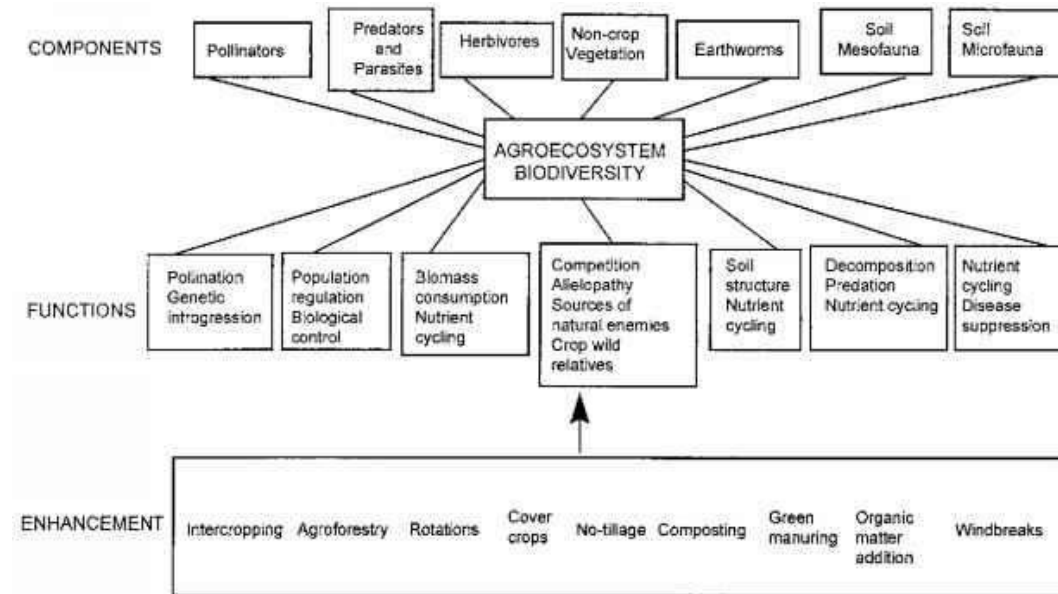 COMPONENTS
Pollinators
Predators
and
Parasites
Herbivores
Non-crop
Vegetation
Earthworms
Soil
Mesofauna
Soil
Microfauna
AGROECOSYSTEM
BIODIVERSITY
FUNCTIONS
Pollination
Genetic
introgression
Population
regulation
Biological
control
Biomass
consumption
Nutrient
cycling
Competition
Allelopathy
Sources of
natural enemies
Crop wild
relatives
Soil
structure
Nutrient
cycling
Decomposition
Predation
Nutrient cycling
Nutrient
cycling
Disease
suppression
ENHANCEMENT
Intercropping
Agroforestry
Rotations
Cover
crops
No-tillage
Composting
Green
manuring
Organic
matter
addition
Windbreaks